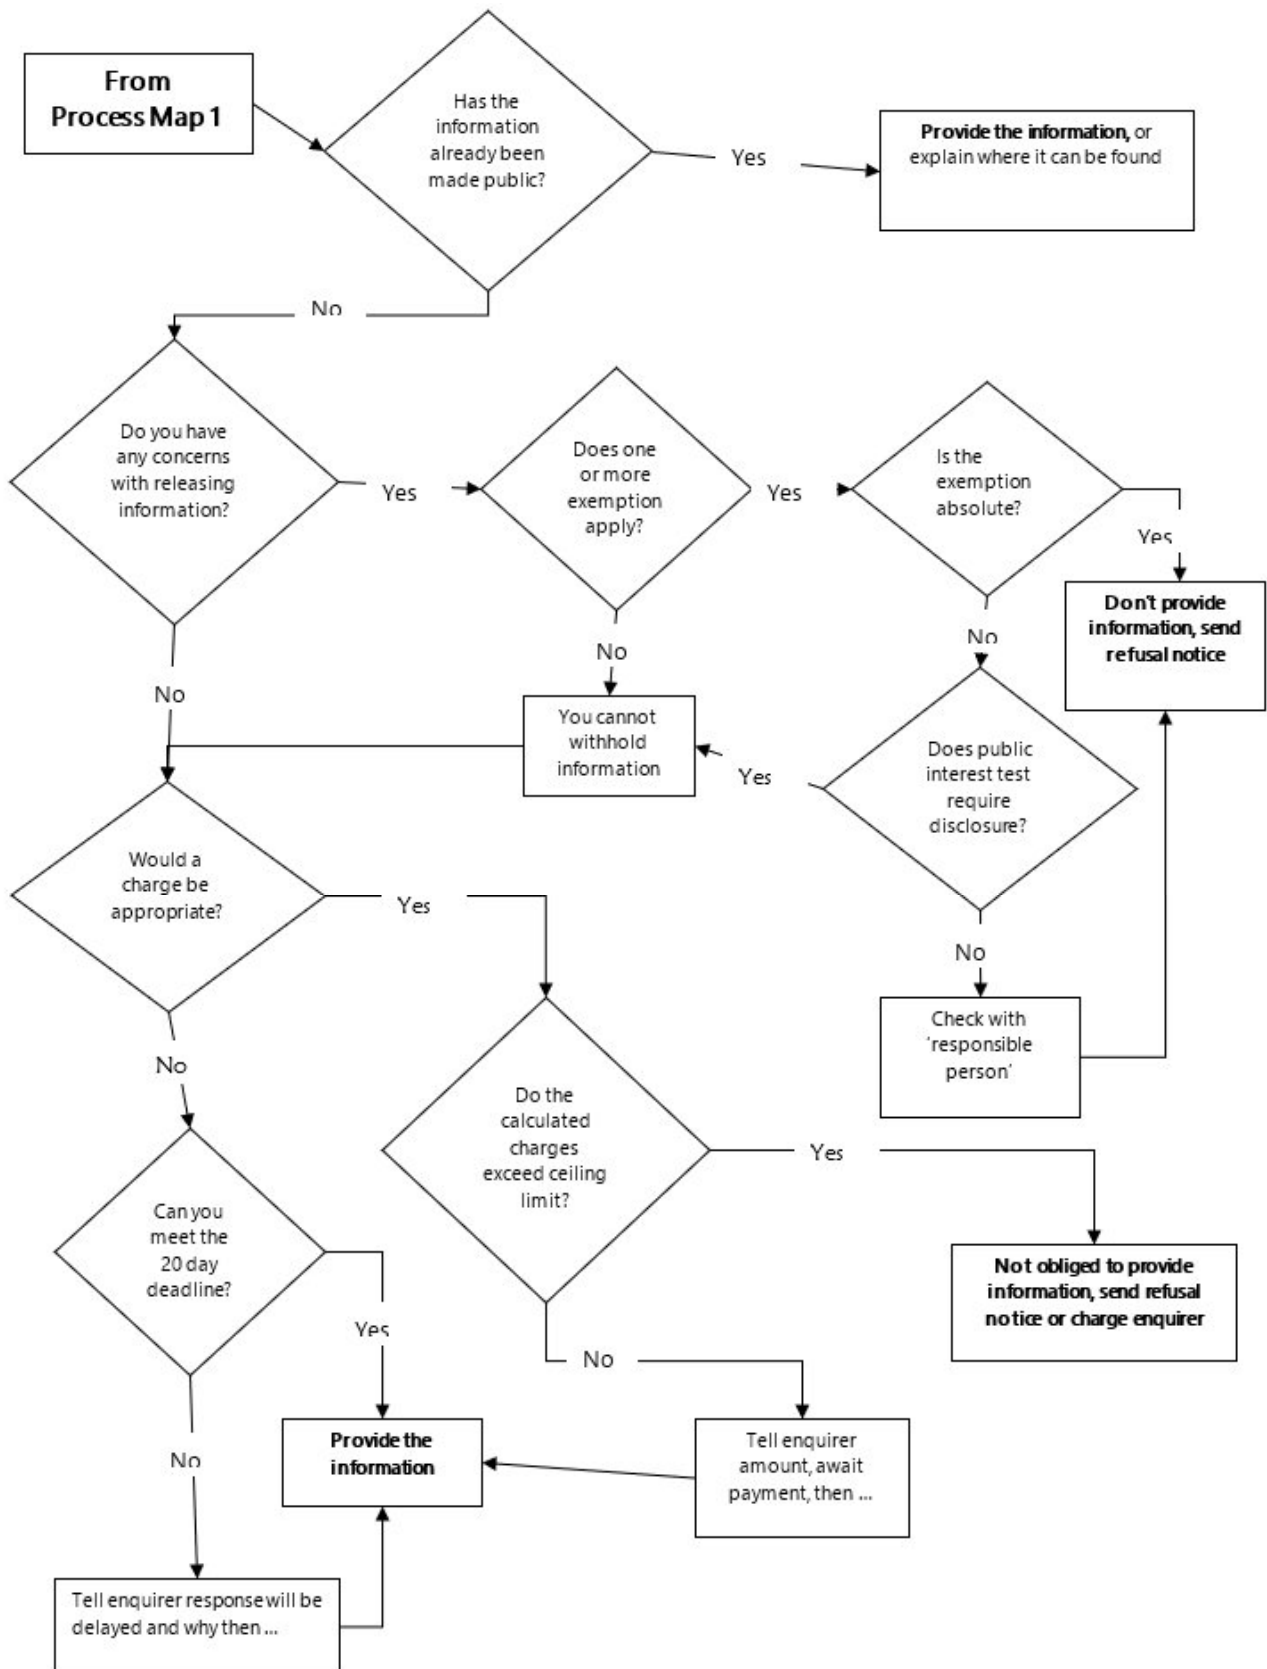 From
Process Map 1
Has the
information
already been
made public?
Yes
Provide the information, or
explain where it can be found
No
Do you have
any concerns
with releasing
information?
Yes
Does one
or more
exemption
apply?
Yes
Is the
exemption
absolute?
Yes
Don't provide
information, send
refusal notice
No
No
No
You cannot
withhold
information
Yes
Does public
interest test
require
disclosure?
Would a
charge be
appropriate?
Yes
No
Check with
‘responsible
person’
No
Do the
calculated
charges
exceed ceiling
limit?
Yes
Can you
meet the
20 day
deadline?
Not obliged to provide
information, send refusal
notice or charge enquirer
Yes
No
No
Provide the
information
Tell enquirer
amount, await
payment, then ...
Tell enquirer response will be
delayed and why then ...